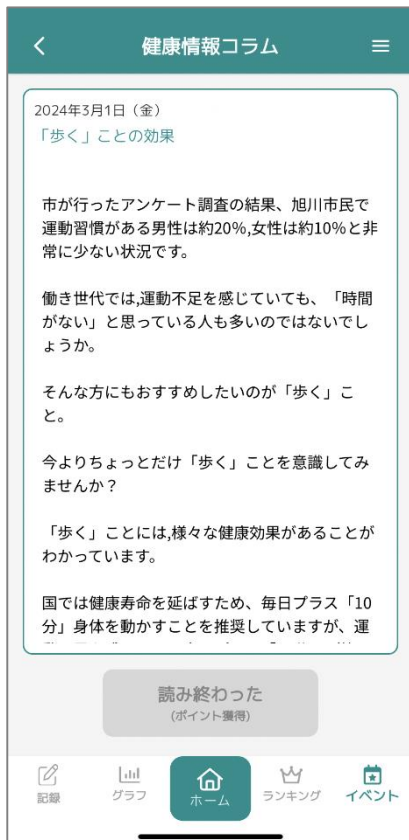 健康情報コラム
2024年3月1日（金）
「歩く」ことの効果
市が行ったアンケート調査の結果、旭川市民で
運動習慣がある男性は約20％,女性は約10％と非
常に少ない状況です。
働き世代では,運動不足を感じていても、「時間
がない」と思っている人も多いのではないでし
ょうか。
そんな方にもおすすめしたいのが「歩く」こ
と。
今よりちょっとだけ「歩く」ことを意識してみ
ませんか？
「歩く」ことには,様々な健康効果があることが
わかっています。
国では健康寿命を延ばすため、毎日プラス「10
分」身体を動かすことを推奨していますが、運
読み終わった
(ポイント獲得)
記録
グラフ
ホーム
ランキング
イベント